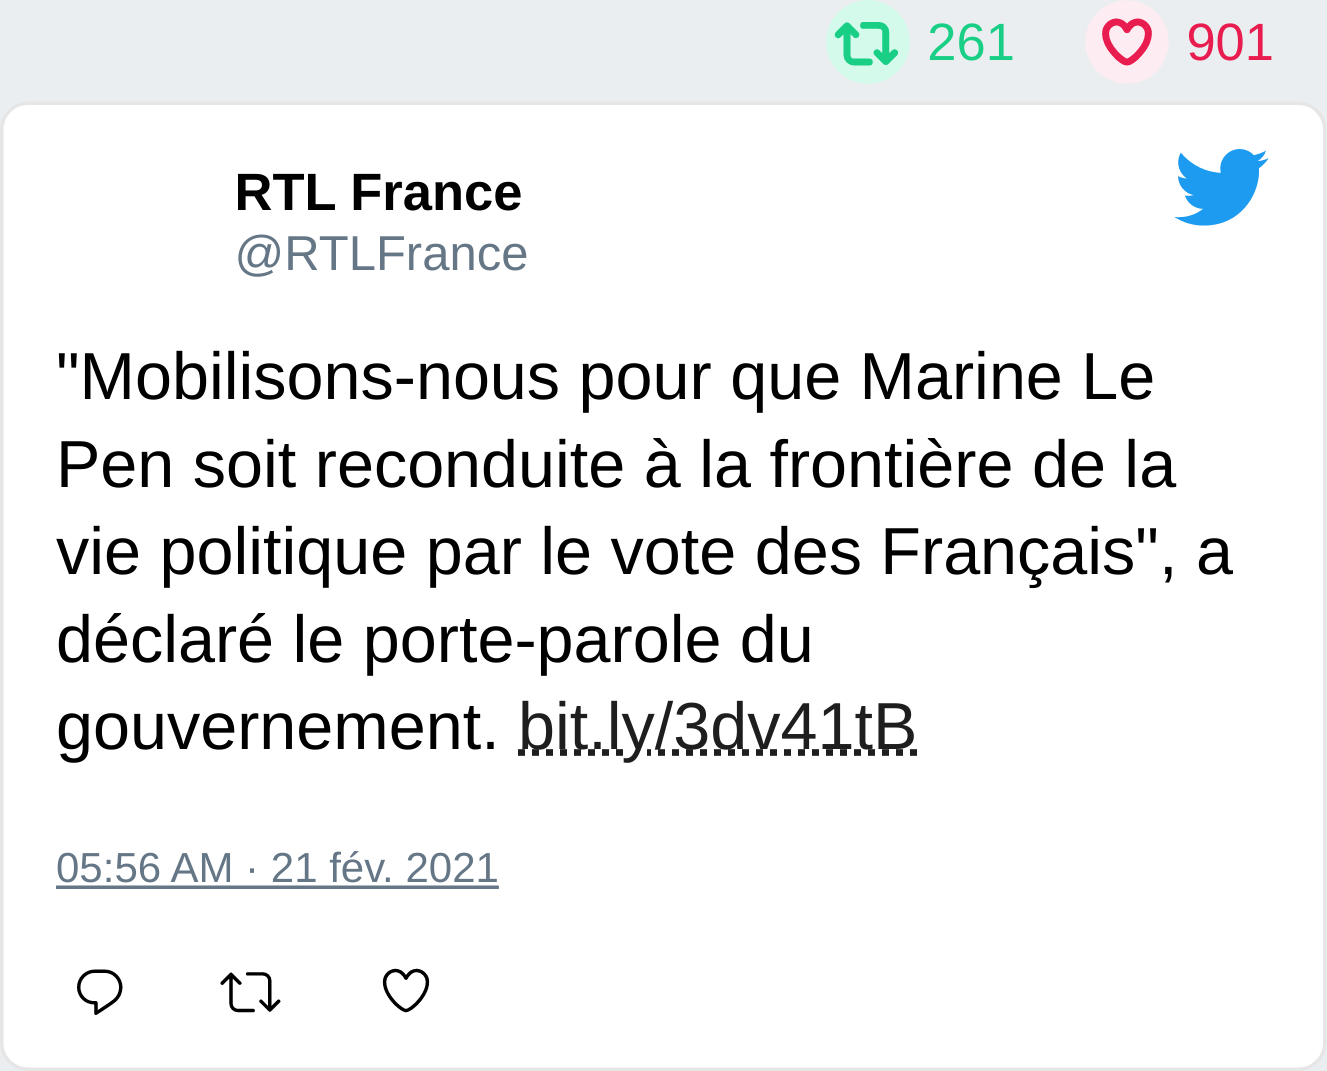 261 901
RTL France
@RTLFrance
"Mobilisons-nous pour que Marine Le
Pen soit reconduite à la frontière de la
vie politique par le vote des Français", a
déclaré le porte-parole du
gouvernement. bit.ly/3dv41tB
05:56 AM · 21 fév. 2021